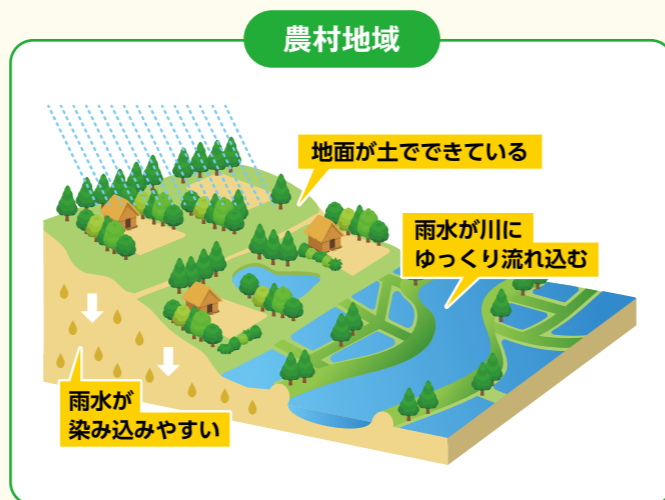 農村地域
地面が土でできている
雨水が川に
ゆっくり流れ込む
雨水が
染み込みやすい